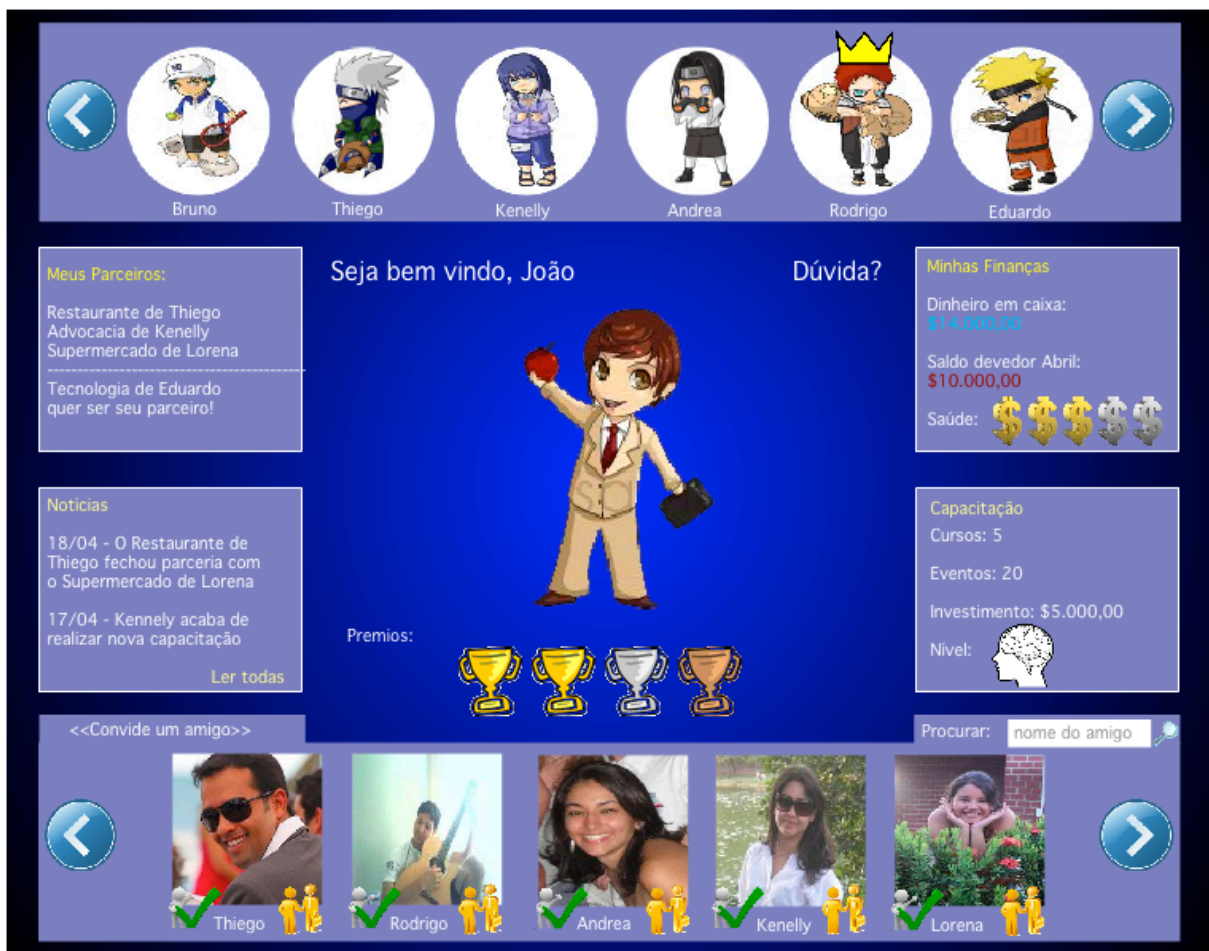 Bruno
Thiego
Kenelly
Andrea
Rodrigo
Eduardo
Meus Parceiros:
Restaurante de Thiego
Advocacia de Kenelly
Supermercado de Lorena
-------------------------------------------
Tecnologia de Eduardo
quer ser seu parceiro!
Seja bem vindo, João
Dúvida?
Minhas Finanças
Dinheiro em caixa:
$14.000,00
Saldo devedor Abril:
$10.000,00
Saúde:
Notícias
18/04 - O Restaurante de
Thiego fechou parceria com
o Supermercado de Lorena
17/04 - Kennely acaba de
realizar nova capacitação
Ler todas
Premios:
Capacitação
Cursos: 5
Eventos: 20
Investimento: $5.000,00
Nível:
<<Convide um amigo>>
Procurar:
nome do amigo
Thiego
Rodrigo
Andrea
Kenelly
Lorena